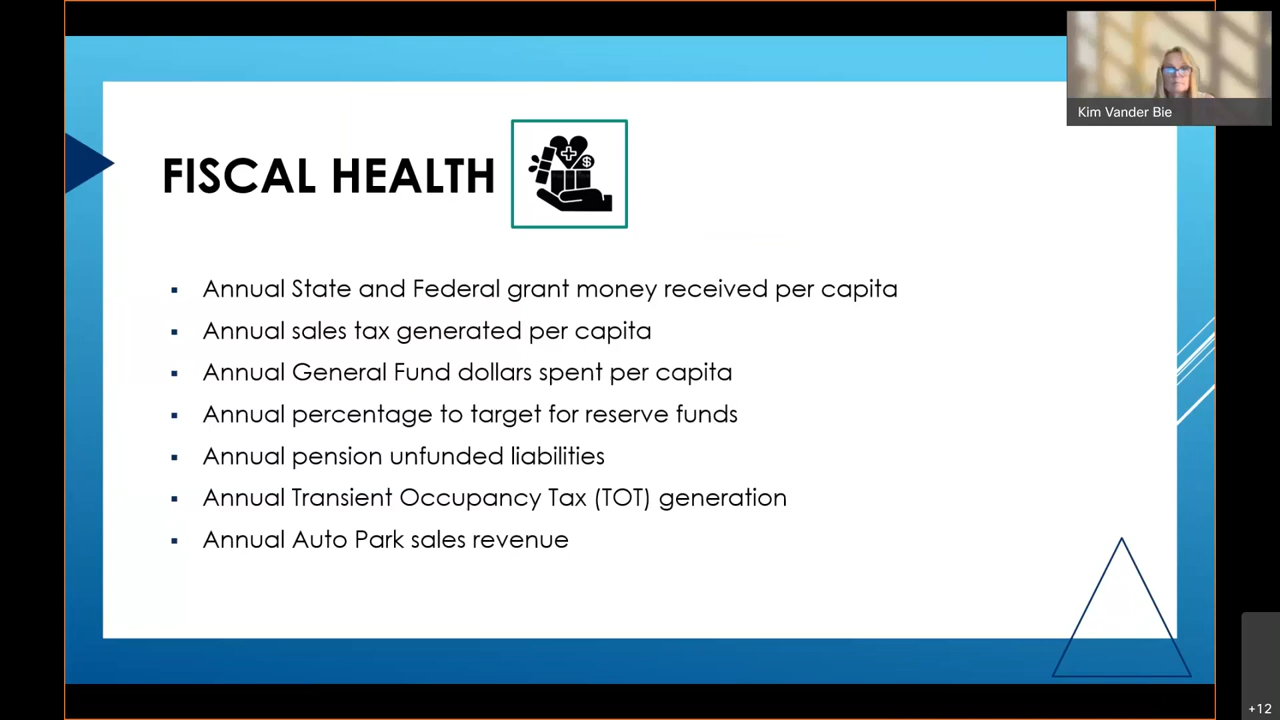 Kim Vander Bie
FISCAL HEALTH
$
▪ Annual State and Federal grant money received per capita
▪ Annual sales tax generated per capita
▪ Annual General Fund dollars spent per capita
▪ Annual percentage to target for reserve funds
▪ Annual pension unfunded liabilities
▪ Annual Transient Occupancy Tax (TOT) generation
▪ Annual Auto Park sales revenue
+12